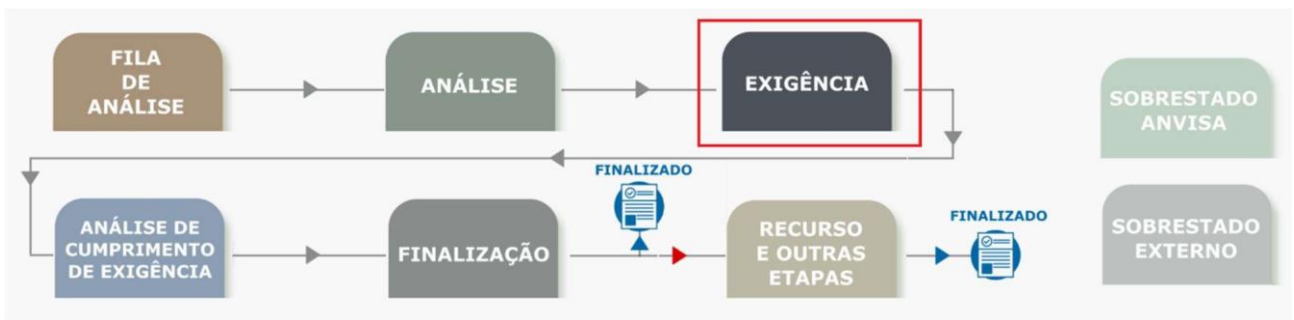 FILA
DE
ANÁLISE
ANÁLISE
EXIGÊNCIA
SOBRESTADO
ANVISA
ANÁLISE DE
CUMPRIMENTO
DE EXIGÊNCIA
FINALIZAÇÃO
FINALIZADO
RECURSO
E OUTRAS
ETAPAS
FINALIZADO
SOBRESTADO
EXTERNO